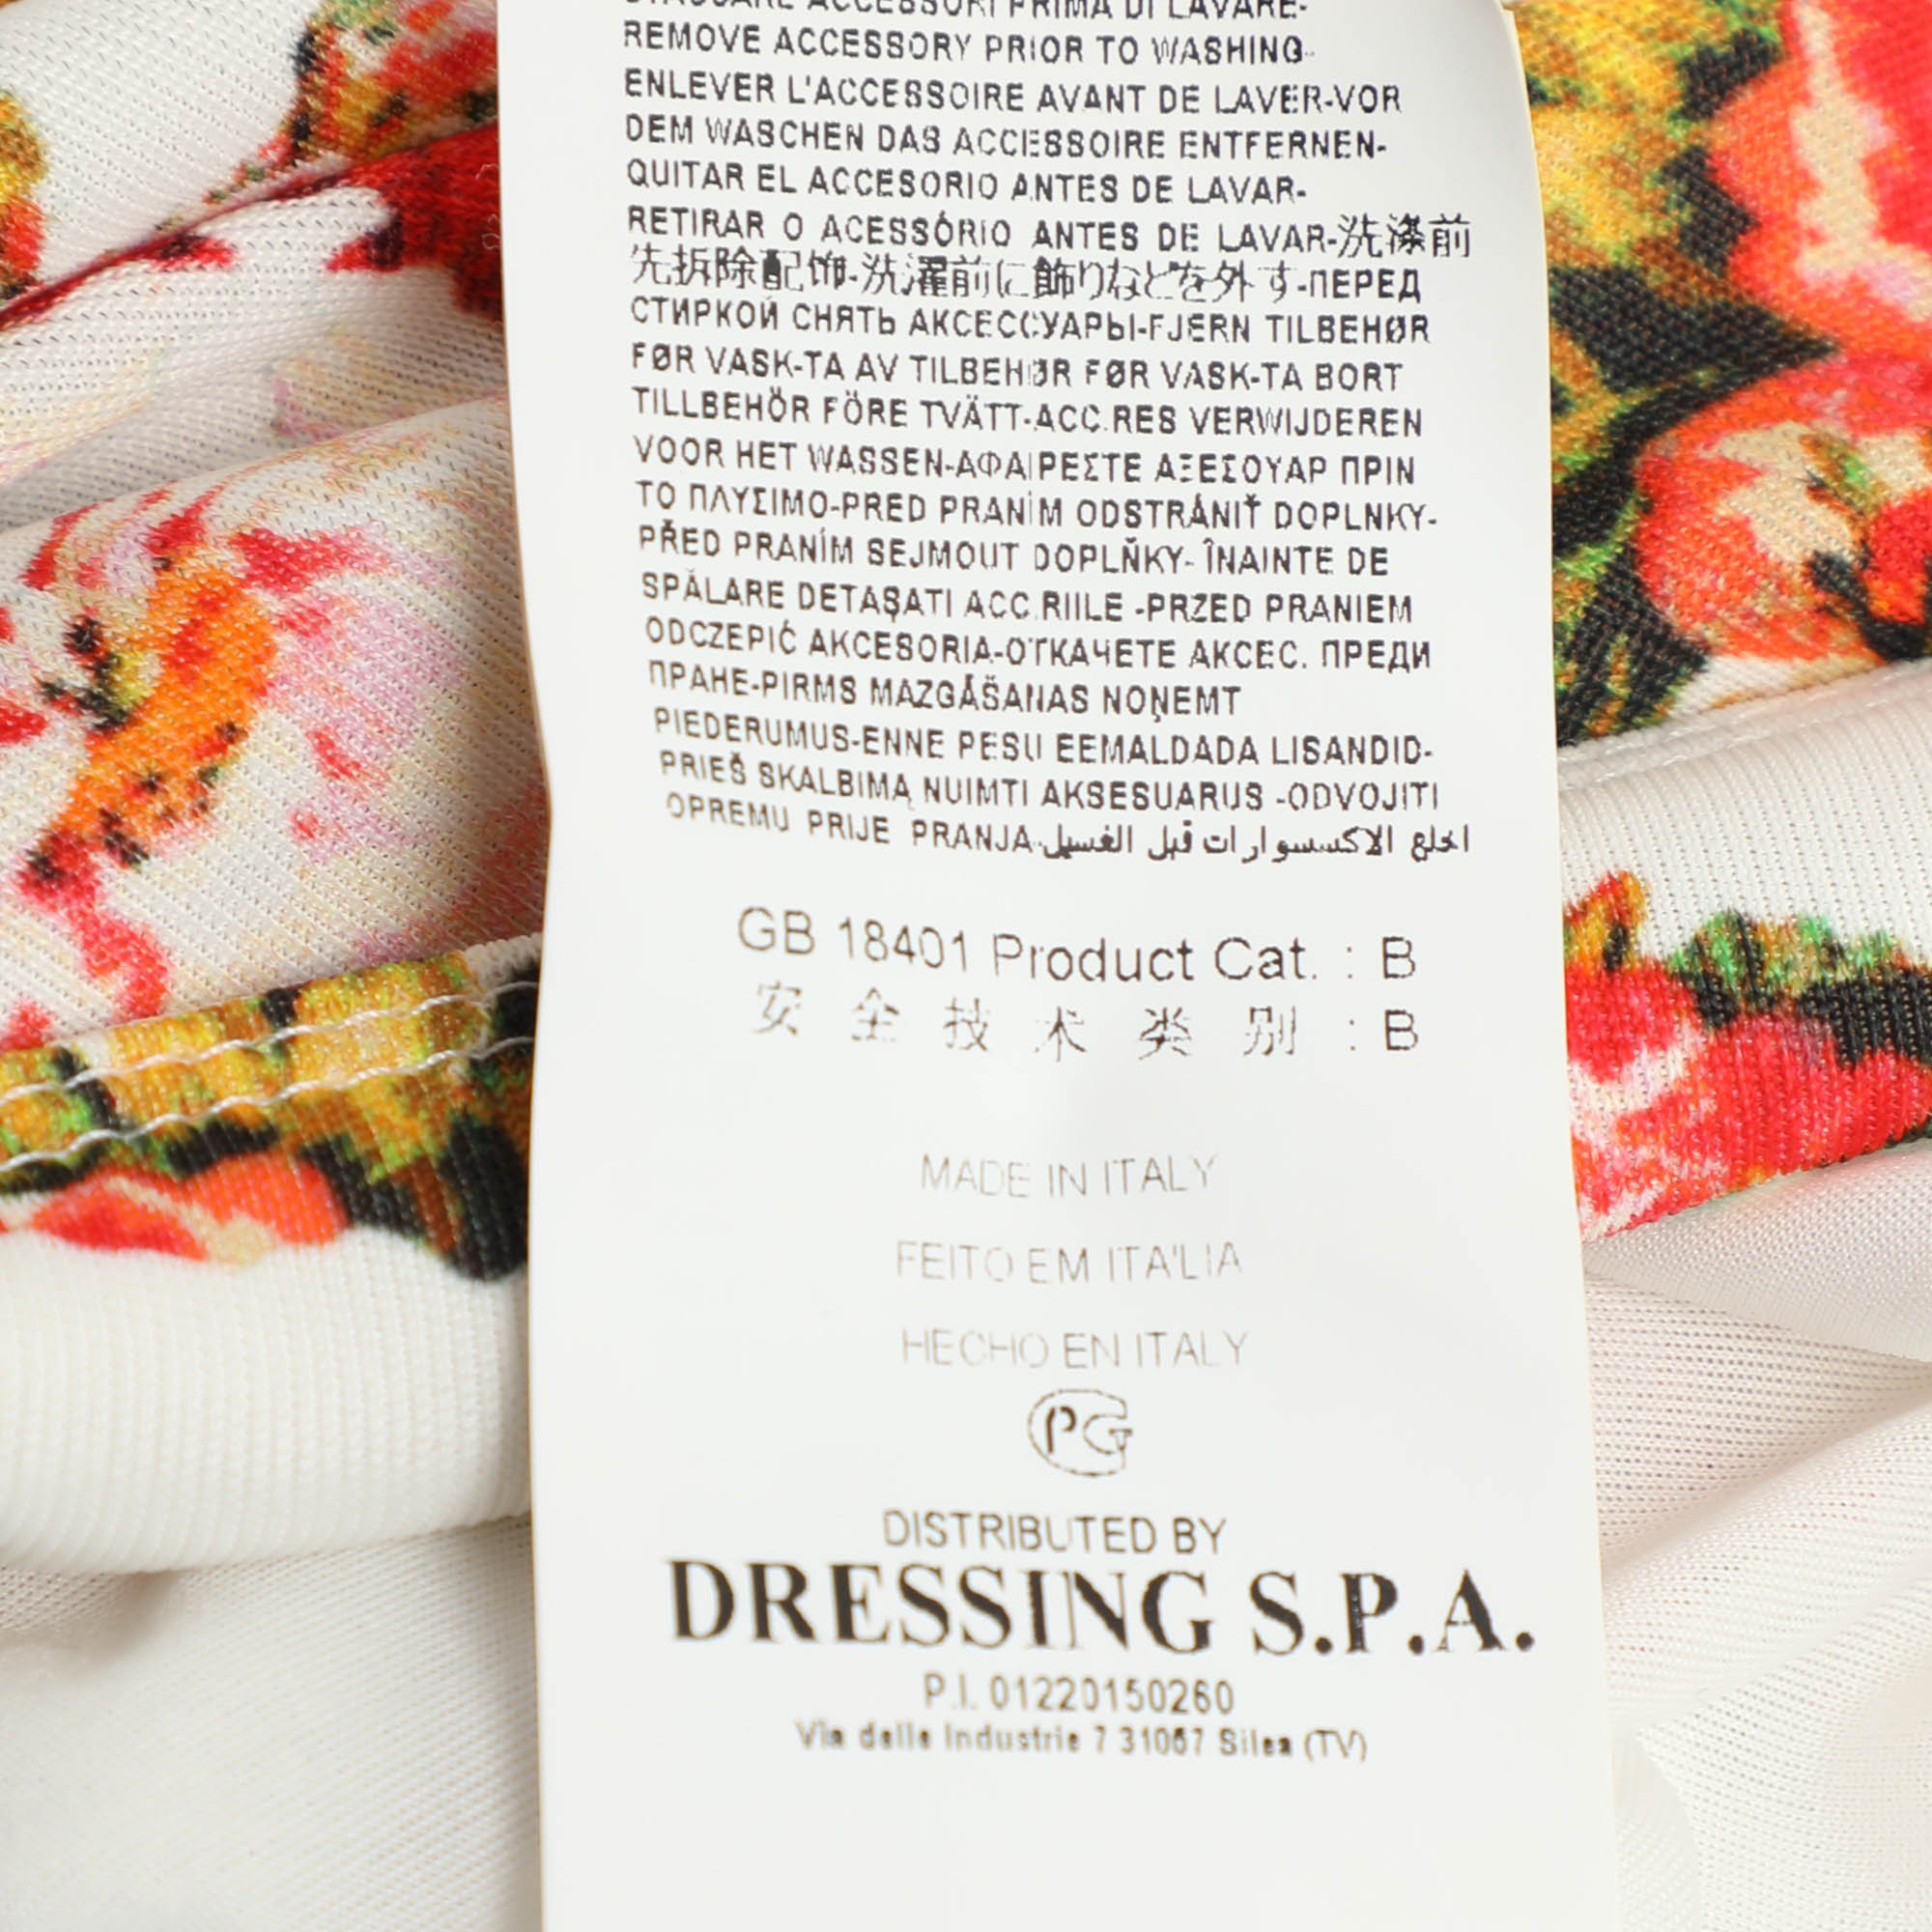 STACCARE ACCESSORI PRIMA DI LAVARE-
REMOVE ACCESSORY PRIOR TO WASHING-
ENLEVER L'ACCESSOIRE AVANT DE LAVER-VOR
DEM WASCHEN DAS ACCESSOIRE ENTFERNEN-
QUITAR EL ACCESORIO ANTES DE LAVAR-
RETIRAR O ACESSÓRIO ANTES DE LAVAR-洗涤前
先拆除配饰-洗濯前に飾りなどを外す-ПЕРЕД
СТИРКОЙ СНЯТЬ АКСЕССУАРЫ-FJERN TILBEHØR
FØR VASK-TA AV TILBEHØR FØR VASK-TA BORT
TILLBEHÖR FÖRE TVÄTT-ACC.RES VERWIJDEREN
VOOR HET WASSEN-ΑΦΑΙΡΕΣΤΕ ΑΞΕΣΟΥΑΡ ΠΡΙΝ
ΤΟ ΠΛΥΣΙΜΟ-PRED PRANÍM ODSTRÁNIŤ DOPLNKY-
PŘED PRANÍM SEJMOUT DOPLŇKY- ÎNAINTE DE
SPĂLARE DETAŞATI ACC.RIILE -PRZED PRANIEM
ODCZEPIĆ AKCESORIA-ОТКАЧЕТЕ АКСЕС. ПРЕДИ
ПРАНЕ-PIRMS MAZGĀŠANAS NOŅEMT
PIEDERUMUS-ENNE PESU EEMALDADA LISANDID-
PRIEŠ SKALBIMĄ NUIMTI AKSESUARUS -ODVOJITI
OPREMU PRIJE PRANJA-اخلع الاكسسوارات قبل الغسيل
GB 18401 Product Cat. : B
安 全 技 术 类 别 : B
MADE IN ITALY
FEITO EM ITA'LIA
HECHO EN ITALY
PG
DISTRIBUTED BY
DRESSING S.P.A.
P.I. 01220150260
Via delle Industrie 7 31057 Silea (TV)